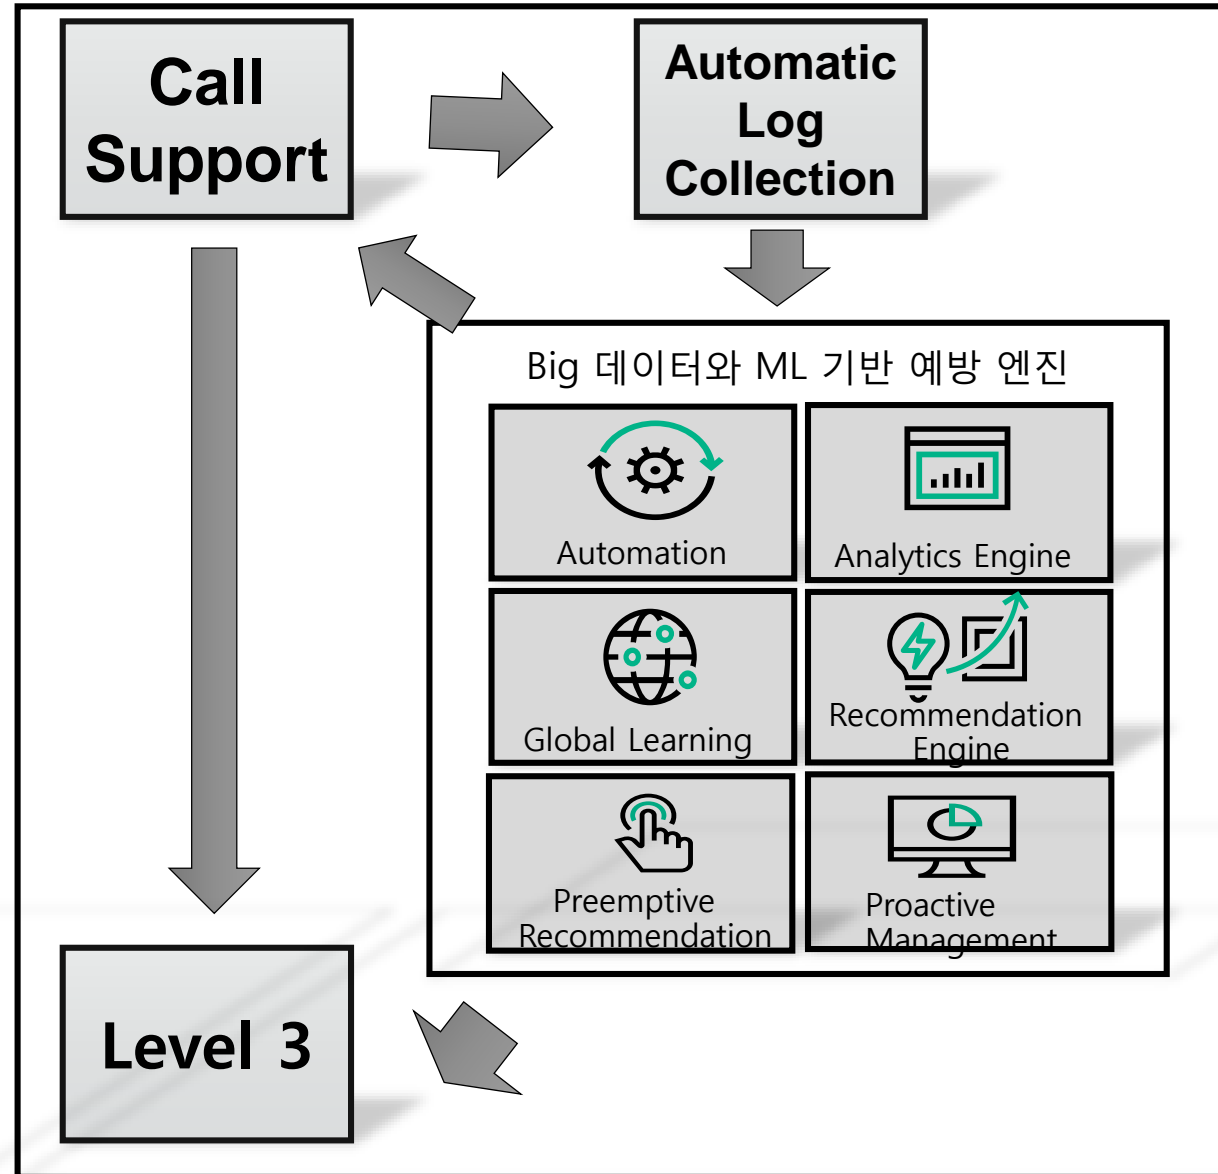 Call
Support
Automatic
Log
Collection
Big 데이터와 ML 기반 예방 엔진
Automation
Analytics Engine
Global Learning
Recommendation
Engine
Preemptive
Recommendation
Proactive
Management
Level 3